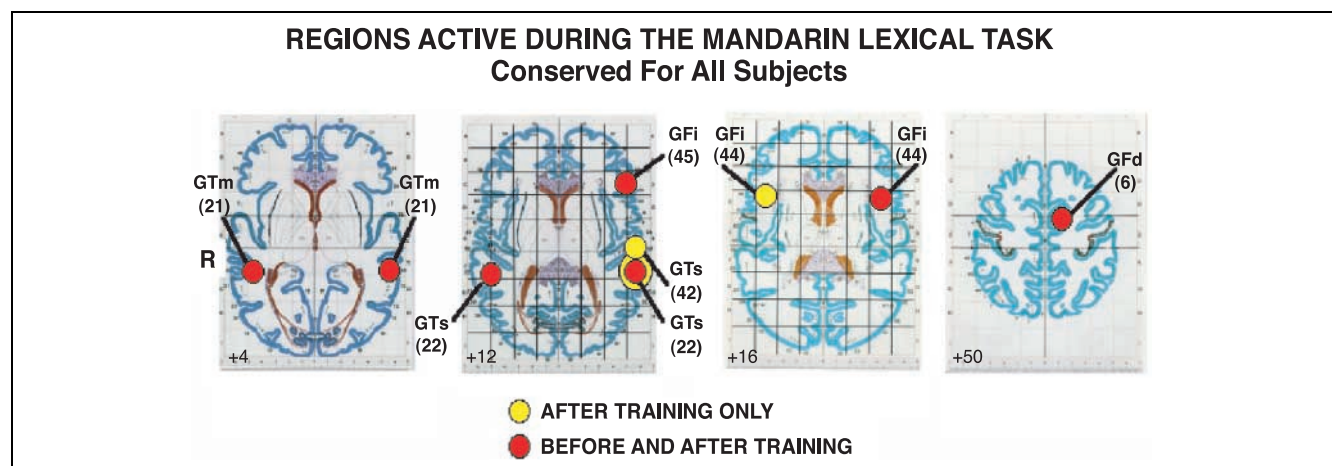 REGIONS ACTIVE DURING THE MANDARIN LEXICAL TASK
Conserved For All Subjects
GTm
(21)
GTm
(21)
R
+4
GFi
(45)
GTs
(42)
GTs
(22)
GTs
(22)
+12
GFi
(44)
GFi
(44)
+16
GFd
(6)
+50
AFTER TRAINING ONLY
BEFORE AND AFTER TRAINING